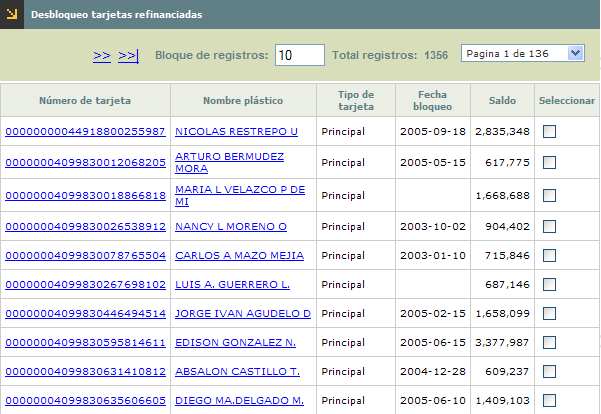 Desbloqueo tarjetas refinanciadas
>> >>| Bloque de registros: 10 Total registros: 1356 Pagina 1 de 136
Número de tarjeta Nombre plástico Tipo de tarjeta Fecha bloqueo Saldo Seleccionar
00000000044918800255987 NICOLAS RESTREPO U Principal 2005-09-18 2,835,348
00000004099830012068205 ARTURO BERMUDEZ MORA Principal 2005-05-15 617,775
00000004099830018866818 MARIA L VELAZCO P DE MI Principal 1,668,688
00000004099830026538912 NANCY L MORENO O Principal 2003-10-02 904,402
00000004099830078765504 CARLOS A MAZO MEJIA Principal 2003-01-10 715,846
00000004099830267698102 LUIS A. GUERRERO L. Principal 687,146
00000004099830446494514 JORGE IVAN AGUDELO D Principal 2005-02-15 1,658,099
00000004099830595814611 EDISON GONZALEZ N. Principal 2005-06-15 3,377,987
00000004099830631410812 ABSALON CASTILLO T. Principal 2004-12-28 609,237
00000004099830635606605 DIEGO MA.DELGADO M. Principal 2005-06-10 1,409,103